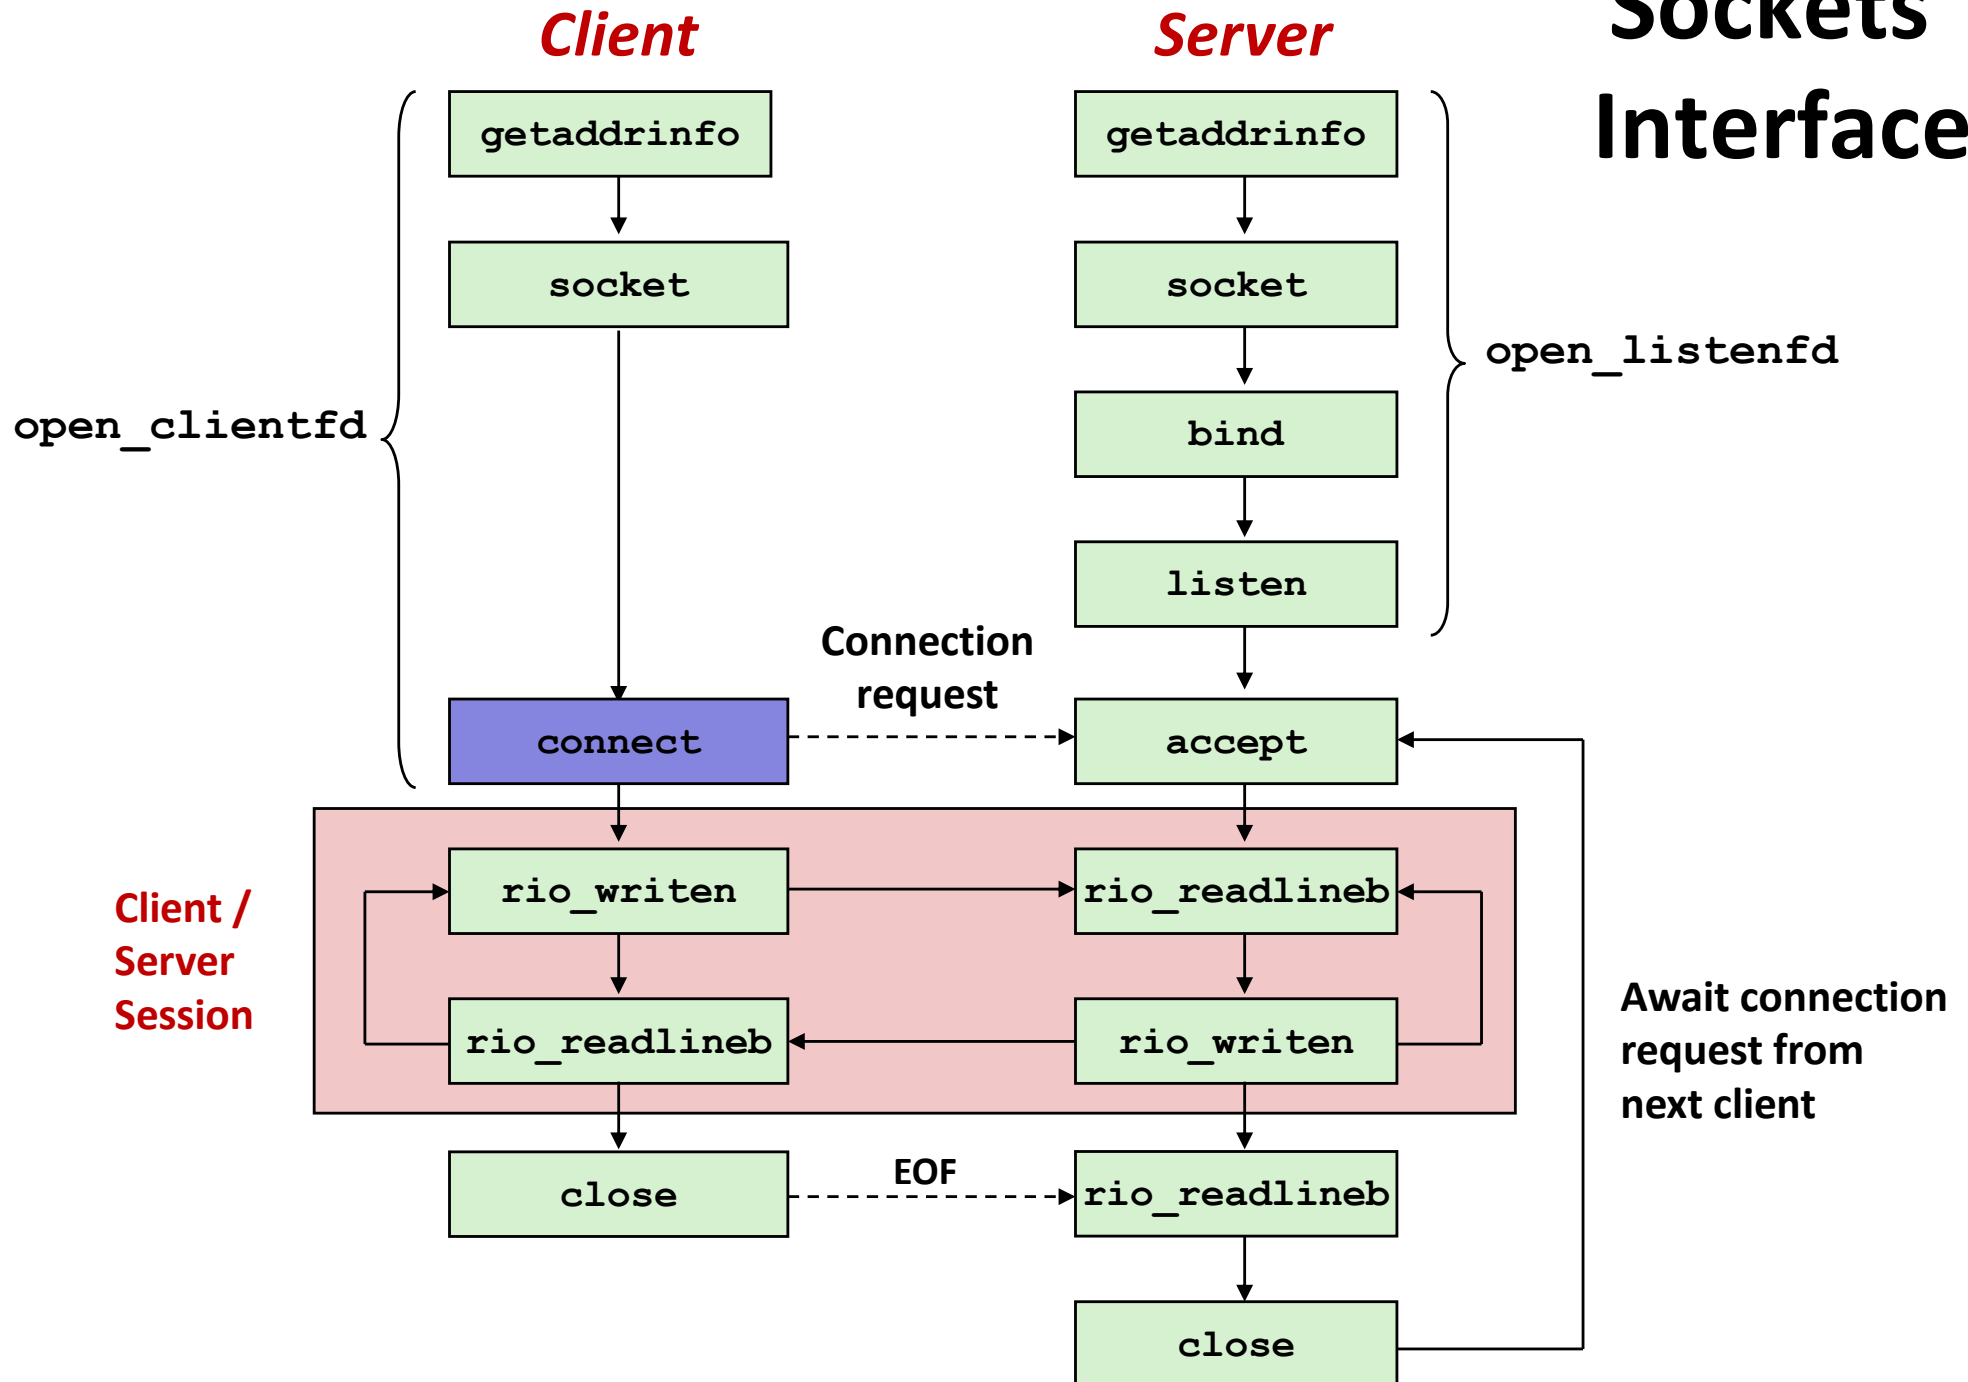 Sockets
Interface
Client
Server
getaddrinfo
getaddrinfo
socket
socket
open_listenfd
open_clientfd
bind
listen
Connection
request
connect
accept
Client /
Server
Session
rio_writen
rio_readlineb
rio_readlineb
rio_writen
Await connection
request from
next client
close
EOF
rio_readlineb
close